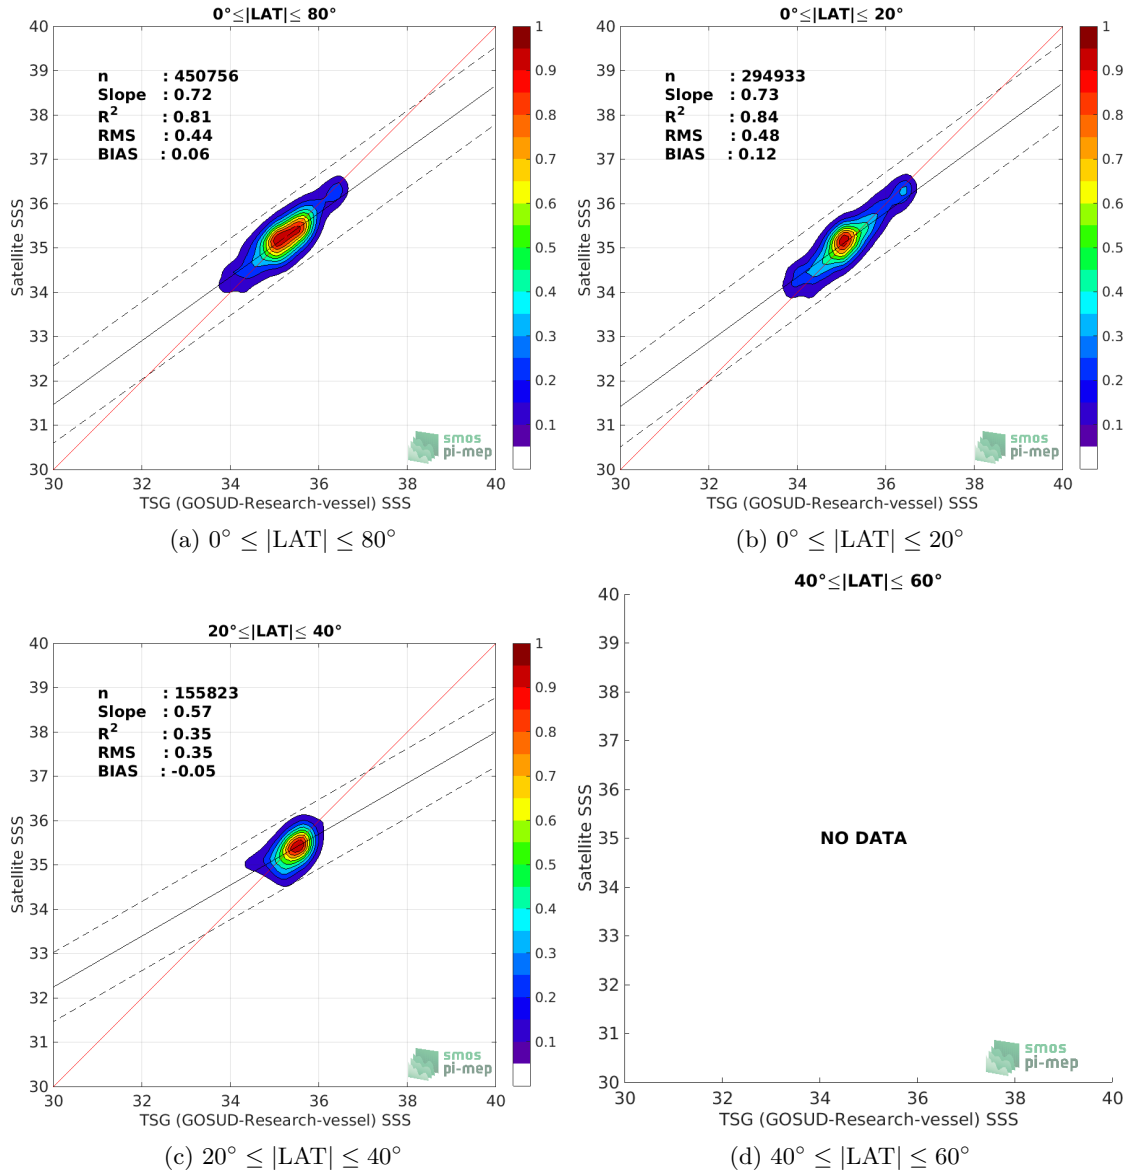 0°≤|LAT|≤ 80°
40
39
38
37
36
35
34
33
32
31
30
30 32 34 36 38 40
n : 450756
Slope : 0.72
R² : 0.81
RMS : 0.44
BIAS : 0.06
Satellite SSS
TSG (GOSUD-Research-vessel) SSS
1
0.9
0.8
0.7
0.6
0.5
0.4
0.3
0.2
0.1
smos
pi-mep
(a) 0° ≤ |LAT| ≤ 80°
0°≤|LAT|≤ 20°
40
39
38
37
36
35
34
33
32
31
30
30 32 34 36 38 40
n : 294933
Slope : 0.73
R² : 0.84
RMS : 0.48
BIAS : 0.12
Satellite SSS
TSG (GOSUD-Research-vessel) SSS
1
0.9
0.8
0.7
0.6
0.5
0.4
0.3
0.2
0.1
smos
pi-mep
(b) 0° ≤ |LAT| ≤ 20°
20°≤|LAT|≤ 40°
40
39
38
37
36
35
34
33
32
31
30
30 32 34 36 38 40
n : 155823
Slope : 0.57
R² : 0.35
RMS : 0.35
BIAS : -0.05
Satellite SSS
TSG (GOSUD-Research-vessel) SSS
1
0.9
0.8
0.7
0.6
0.5
0.4
0.3
0.2
0.1
smos
pi-mep
(c) 20° ≤ |LAT| ≤ 40°
40°≤|LAT|≤ 60°
40
39
38
37
36
35
34
33
32
31
30
30 32 34 36 38 40
NO DATA
Satellite SSS
TSG (GOSUD-Research-vessel) SSS
smos
pi-mep
(d) 40° ≤ |LAT| ≤ 60°